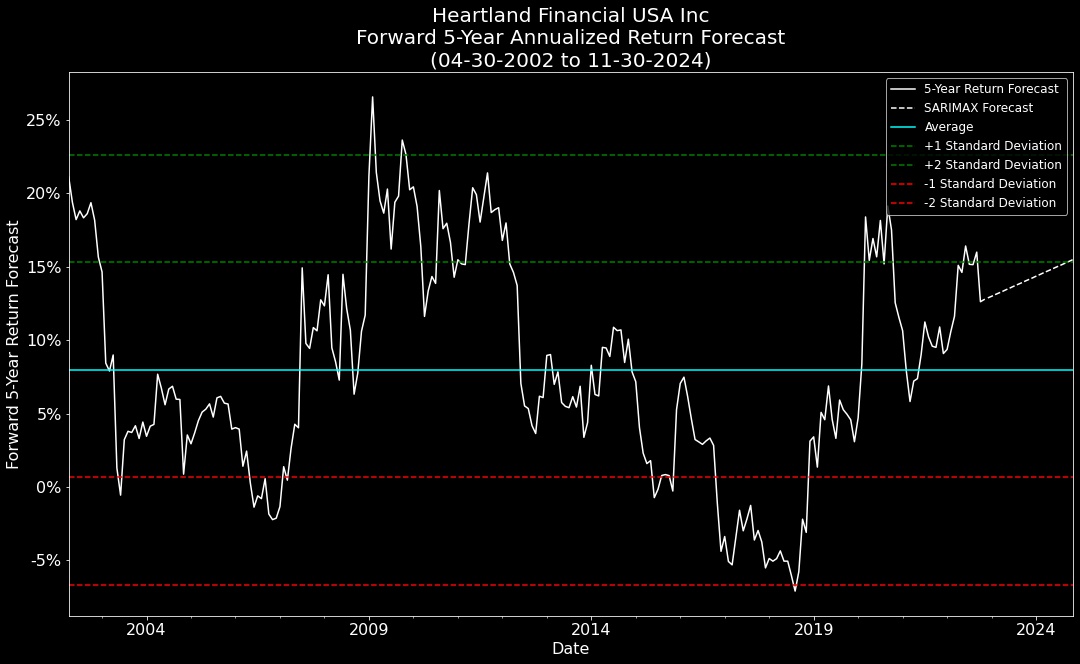 Heartland Financial USA Inc
Forward 5-Year Annualized Return Forecast
(04-30-2002 to 11-30-2024)
5-Year Return Forecast
SARIMAX Forecast
Average
+1 Standard Deviation
+2 Standard Deviation
-1 Standard Deviation
-2 Standard Deviation
Forward 5-Year Return Forecast
25%
20%
15%
10%
5%
0%
-5%
2004
2009
2014
2019
2024
Date